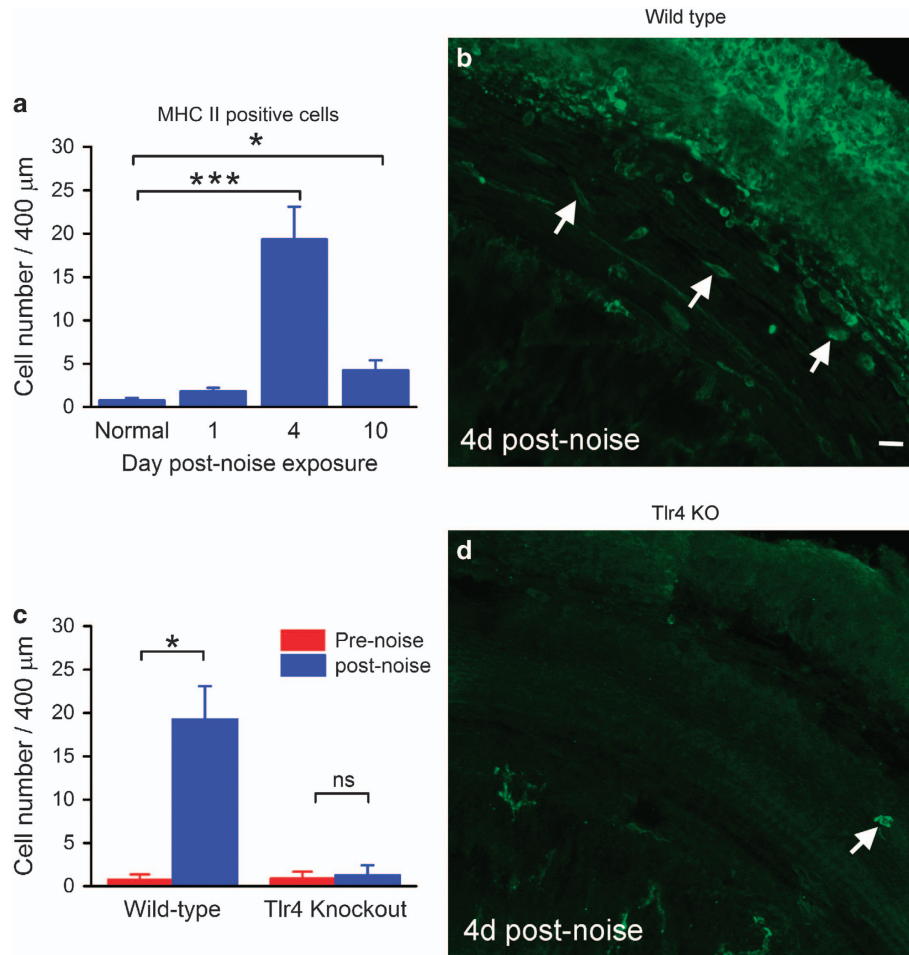 Wild type
a
MHC II positive cells
30
25
20
15
10
5
0
Cell number / 400 µm
*
***
Normal 1 4 10
Day post-noise exposure
b
4d post-noise
Tlr4 KO
c
30
25
20
15
10
5
0
Cell number / 400 µm
*
ns
Pre-noise
post-noise
Wild-type Tlr4 Knockout
d
4d post-noise